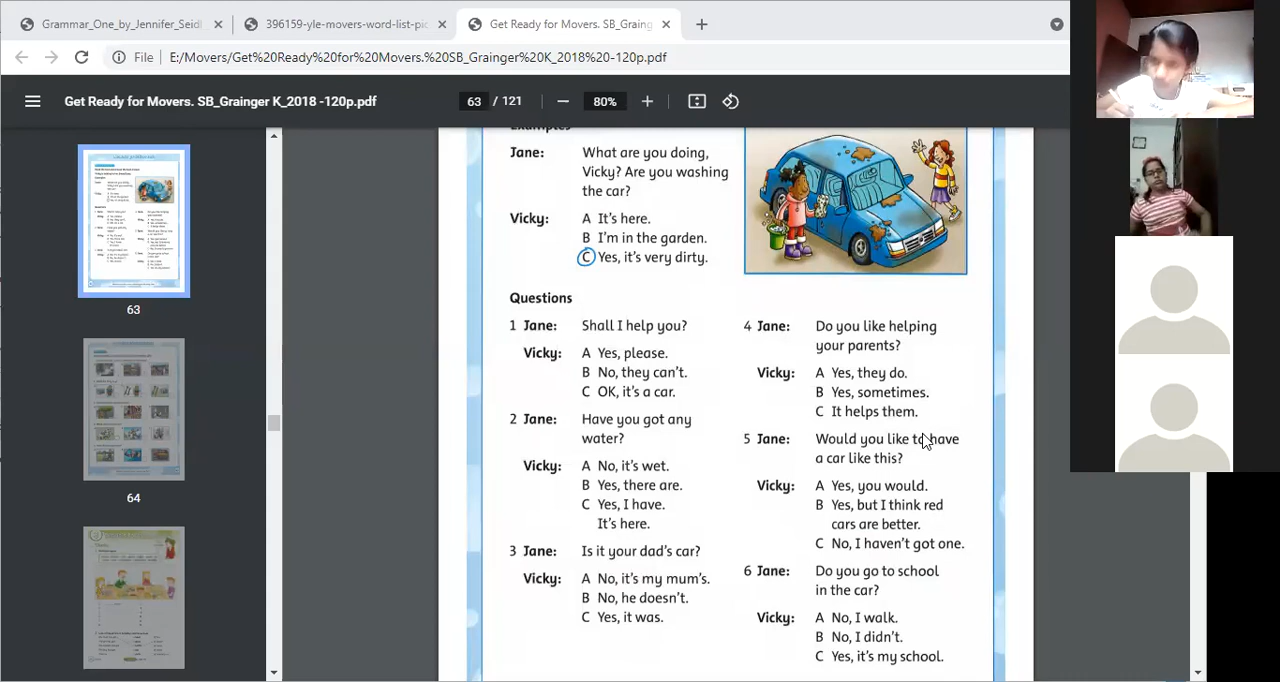 Grammar_One_by_Jennifer_Seidl
396159-yle-movers-word-list-pic
Get Ready for Movers. SB_Graing
File
E:/Movers/Get%20Ready%20for%20Movers.%20SB_Grainger%20K_2018%20-120p.pdf
Get Ready for Movers. SB_Grainger K_2018 -120p.pdf
63 / 121
80%
63
64
Examples
Jane: What are you doing,
Vicky? Are you washing
the car?
Vicky: A It's here.
B I'm in the garden.
C Yes, it's very dirty.
Questions
1 Jane: Shall I help you?
Vicky: A Yes, please.
B No, they can't.
C OK, it's a car.
2 Jane: Have you got any
water?
Vicky: A No, it's wet.
B Yes, there are.
C Yes, I have.
It's here.
3 Jane: Is it your dad's car?
Vicky: A No, it's my mum's.
B No, he doesn't.
C Yes, it was.
4 Jane: Do you like helping
your parents?
Vicky: A Yes, they do.
B Yes, sometimes.
C It helps them.
5 Jane: Would you like to have
a car like this?
Vicky: A Yes, you would.
B Yes, but I think red
cars are better.
C No, I haven't got one.
6 Jane: Do you go to school
in the car?
Vicky: A No, I walk.
B No, I didn't.
C Yes, it's my school.